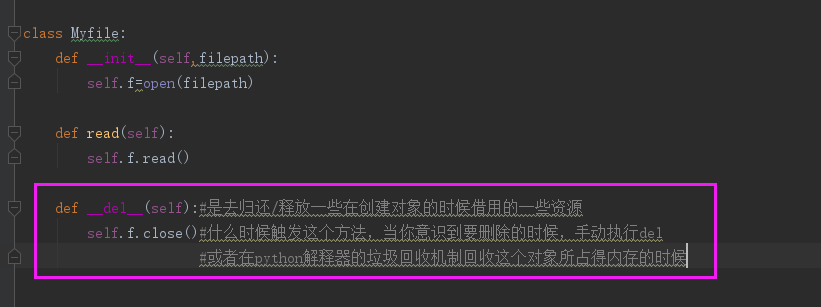 class Myfile:
def __init__(self,filepath):
self.f=open(filepath)
def read(self):
self.f.read()
def __del__(self):#是去归还/释放一些在创建对象的时候借用的一些资源
self.f.close()#什么时候触发这个方法, 当你意识到要删除的时候, 手动执行del
#或者在python解释器的垃圾回收机制回收这个对象所占得内存的时候